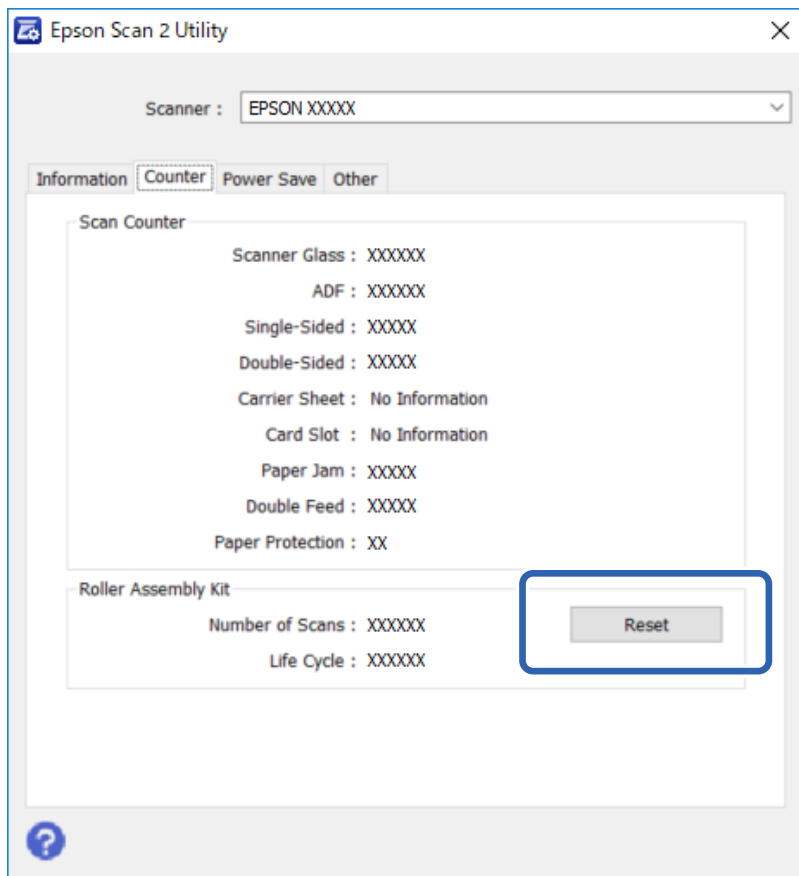 Epson Scan 2 Utility
Scanner : EPSON XXXXX
Information Counter Power Save Other
Scan Counter
Scanner Glass : XXXXXX
ADF : XXXXXX
Single-Sided : XXXXX
Double-Sided : XXXXX
Carrier Sheet : No Information
Card Slot : No Information
Paper Jam : XXXXX
Double Feed : XXXXX
Paper Protection : XX
Roller Assembly Kit
Number of Scans : XXXXXX Reset
Life Cycle : XXXXXX
?